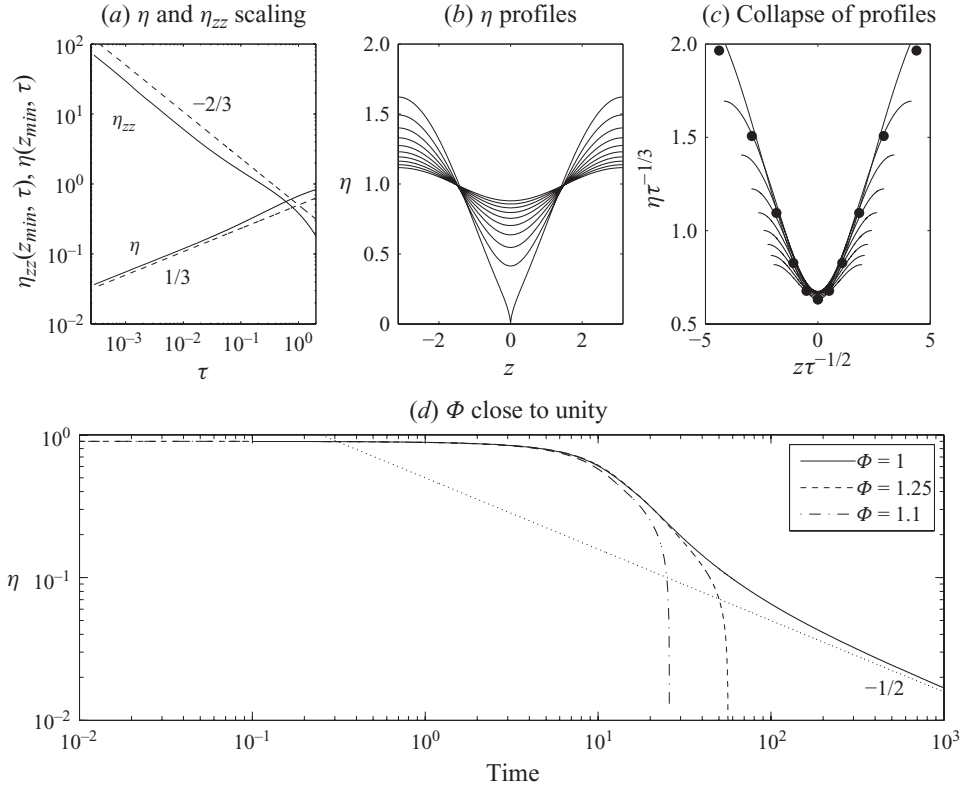 (a) η and ηzz scaling
(b) η profiles
(c) Collapse of profiles
ηzz(zmin, τ), η(zmin, τ)
10^2
10^1
10^0
10^−1
10^−2
−2/3
ηzz
η
1/3
10^−3
10^−2
10^−1
10^0
τ
η
2.0
1.5
1.0
0.5
0
−2
0
2
z
ητ^−1/3
2.0
1.5
1.0
0.5
−5
0
5
zτ^−1/2
(d) Φ close to unity
η
10^0
10^−1
10^−2
Φ = 1
Φ = 1.25
Φ = 1.1
−1/2
10^−2
10^−1
10^0
10^1
10^2
10^3
Time